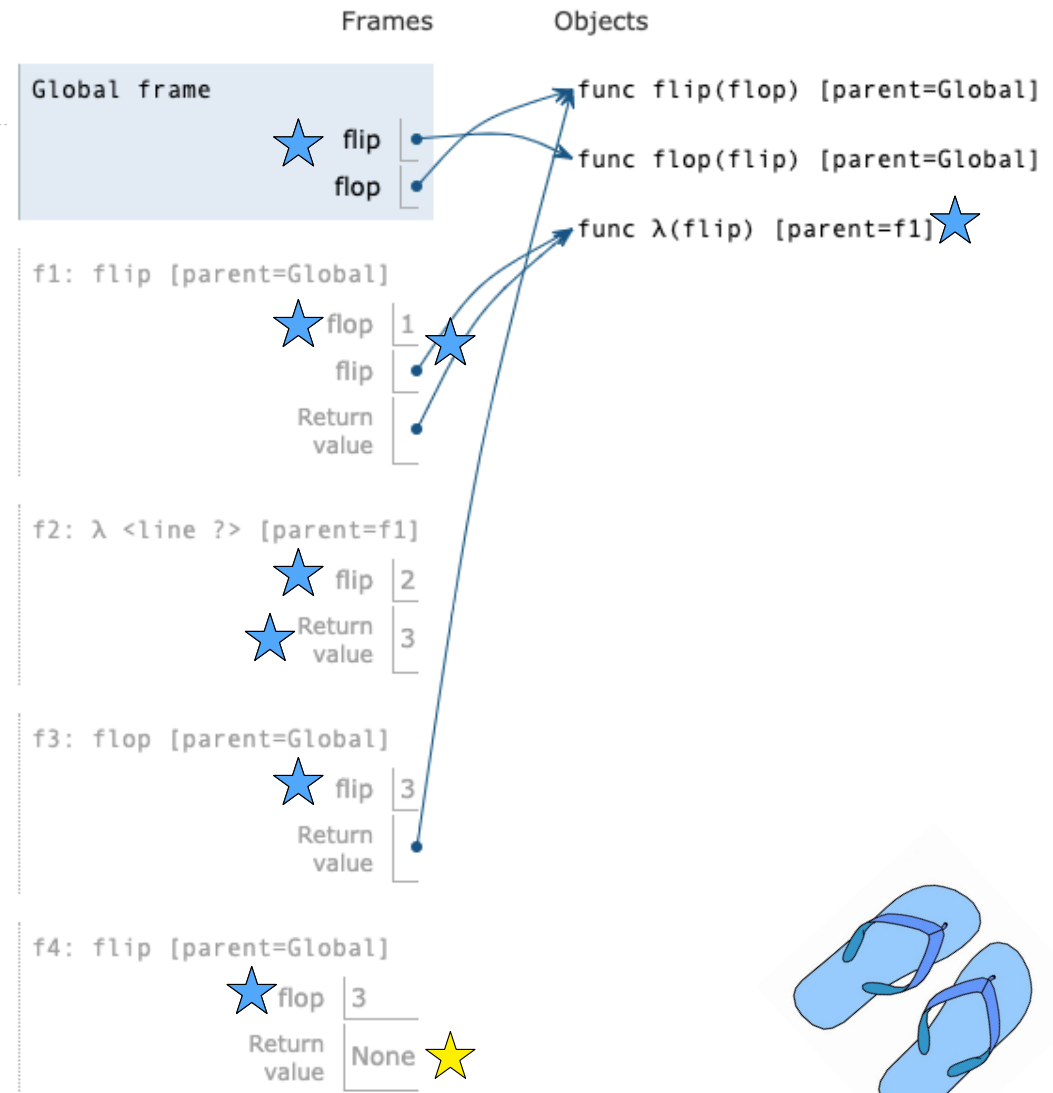 Frames Objects
Global frame
flip
flop
func flip(flop) [parent=Global]
func flop(flip) [parent=Global]
func λ(flip) [parent=f1]
f1: flip [parent=Global]
flop 1
flip
Return
value
f2: λ <line ?> [parent=f1]
flip 2
Return
value 3
f3: flop [parent=Global]
flip 3
Return
value
f4: flip [parent=Global]
flop 3
Return
value None